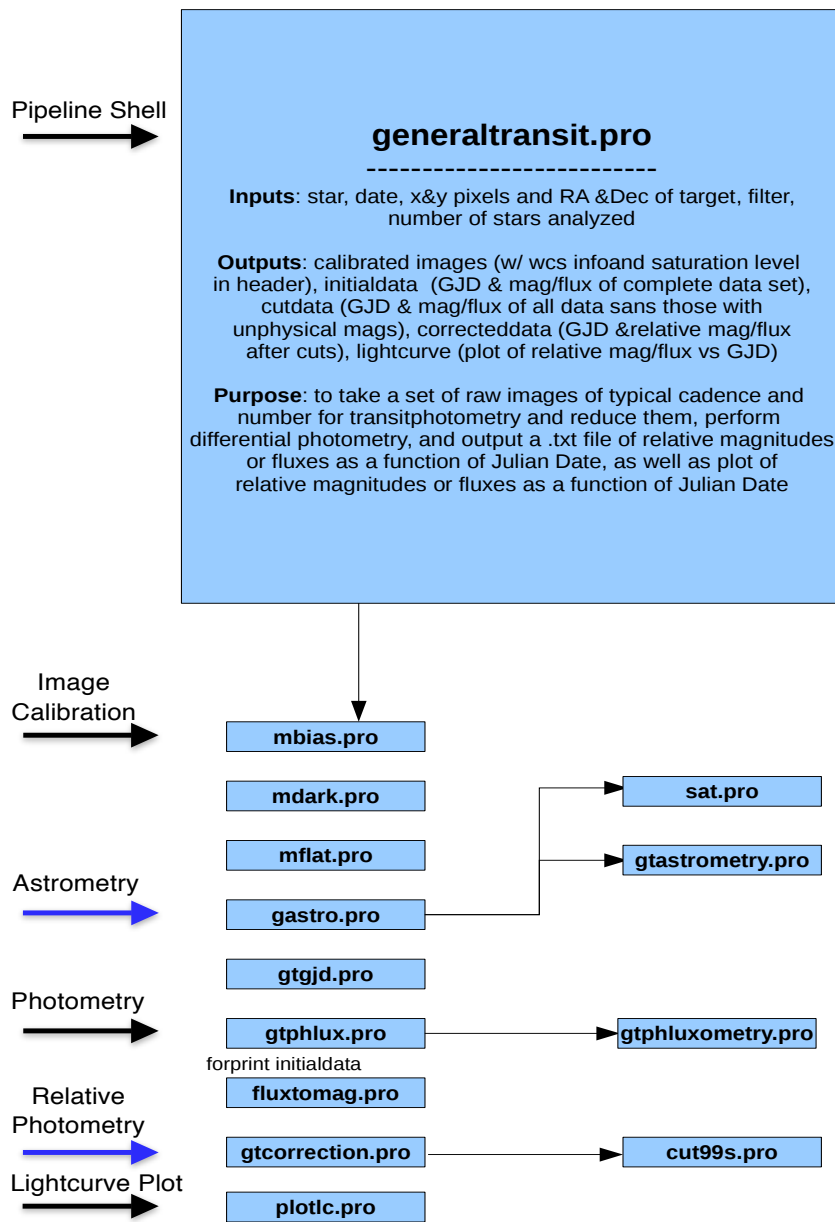 Pipeline Shell
generaltransit.pro
--------------------------
Inputs: star, date, x&y pixels and RA &Dec of target, filter,
number of stars analyzed
Outputs: calibrated images (w/ wcs infoand saturation level
in header), initialdata (GJD & mag/flux of complete data set),
cutdata (GJD & mag/flux of all data sans those with
unphysical mags), correcteddata (GJD &relative mag/flux
after cuts), lightcurve (plot of relative mag/flux vs GJD)
Purpose: to take a set of raw images of typical cadence and
number for transitphotometry and reduce them, perform
differential photometry, and output a .txt file of relative magnitudes
or fluxes as a function of Julian Date, as well as plot of
relative magnitudes or fluxes as a function of Julian Date
Image
Calibration
mbias.pro
mdark.pro
sat.pro
mflat.pro
gtastrometry.pro
Astrometry
gastro.pro
gtgjd.pro
Photometry
gtphlux.pro
gtphluxometry.pro
forprint initialdata
fluxtomag.pro
Relative
Photometry
gtcorrection.pro
cut99s.pro
Lightcurve Plot
plotlc.pro